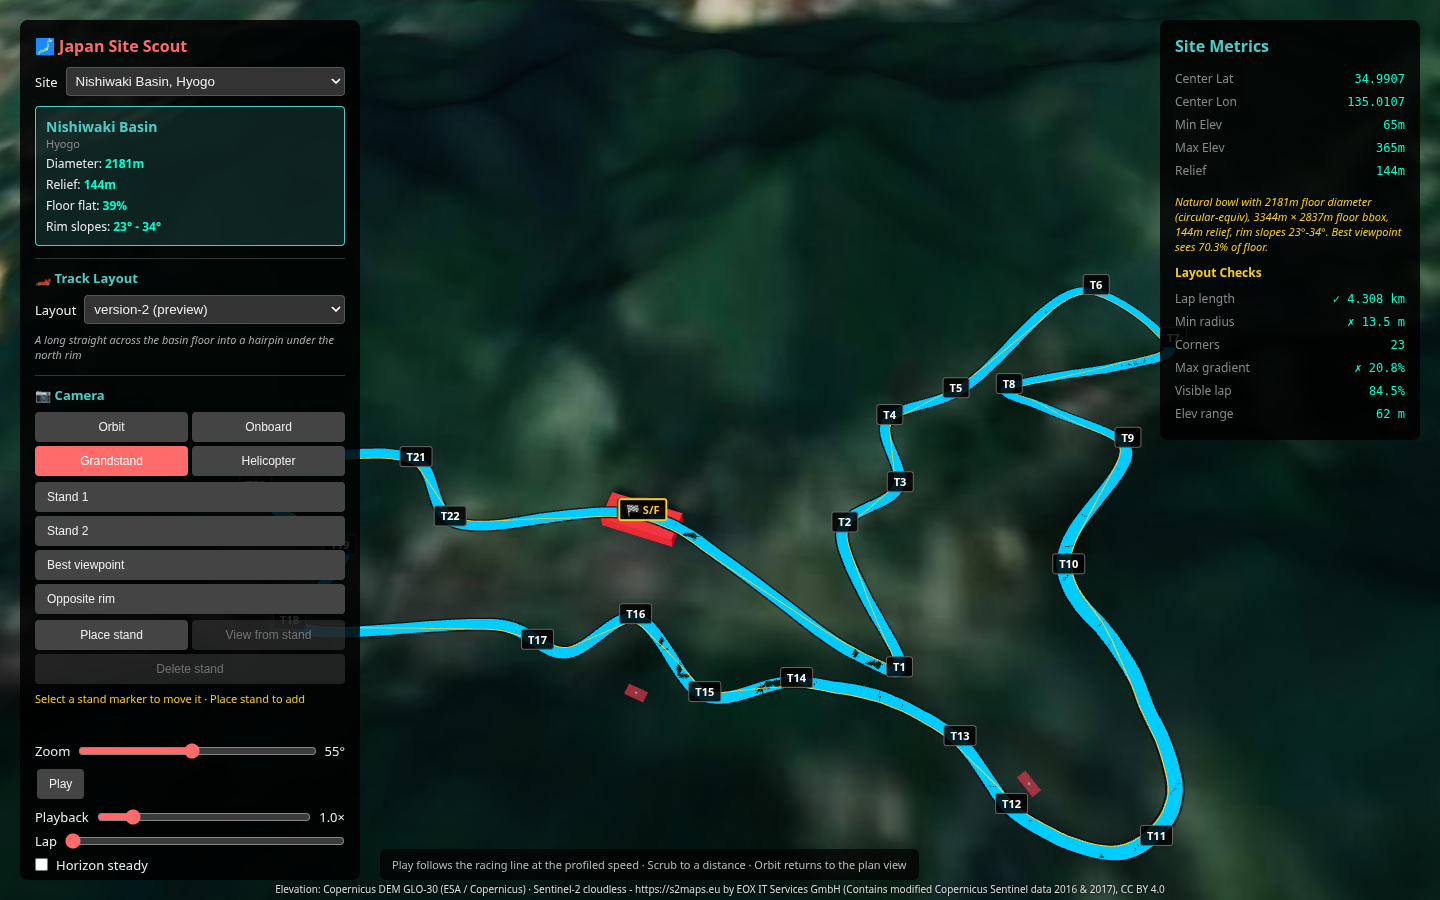 Japan Site Scout
Site
Nishiwaki Basin, Hyogo
Nishiwaki Basin
Hyogo
Diameter: 2181m
Relief: 144m
Floor flat: 39%
Rim slopes: 23° - 34°
Track Layout
Layout
version-2 (preview)
A long straight across the basin floor into a hairpin under the
north rim
Camera
Orbit
Onboard
Grandstand
Helicopter
Stand 1
Stand 2
Best viewpoint
Opposite rim
Place stand
View from stand
Delete stand
Select a stand marker to move it · Place stand to add
Zoom
55°
Play
Playback
1.0×
Lap
Horizon steady
T6
T5
T8
T4
T9
T21
T3
T22
S/F
T2
T10
T16
T18
T17
T1
T14
T15
T13
T12
T11
Site Metrics
Center Lat
34.9907
Center Lon
135.0107
Min Elev
65m
Max Elev
365m
Relief
144m
Natural bowl with 2181m floor diameter
(circular-equiv), 3344m × 2837m floor bbox,
144m relief, rim slopes 23°-34°. Best viewpoint
sees 70.3% of floor.
Layout Checks
Lap length
✓ 4.308 km
Min radius
✗ 13.5 m
Corners
23
Max gradient
✗ 20.8%
Visible lap
84.5%
Elev range
62 m
Play follows the racing line at the profiled speed · Scrub to a distance · Orbit returns to the plan view
Elevation: Copernicus DEM GLO-30 (ESA / Copernicus) · Sentinel-2 cloudless - https://s2maps.eu by EOX IT Services GmbH (Contains modified Copernicus Sentinel data 2016 & 2017), CC BY 4.0